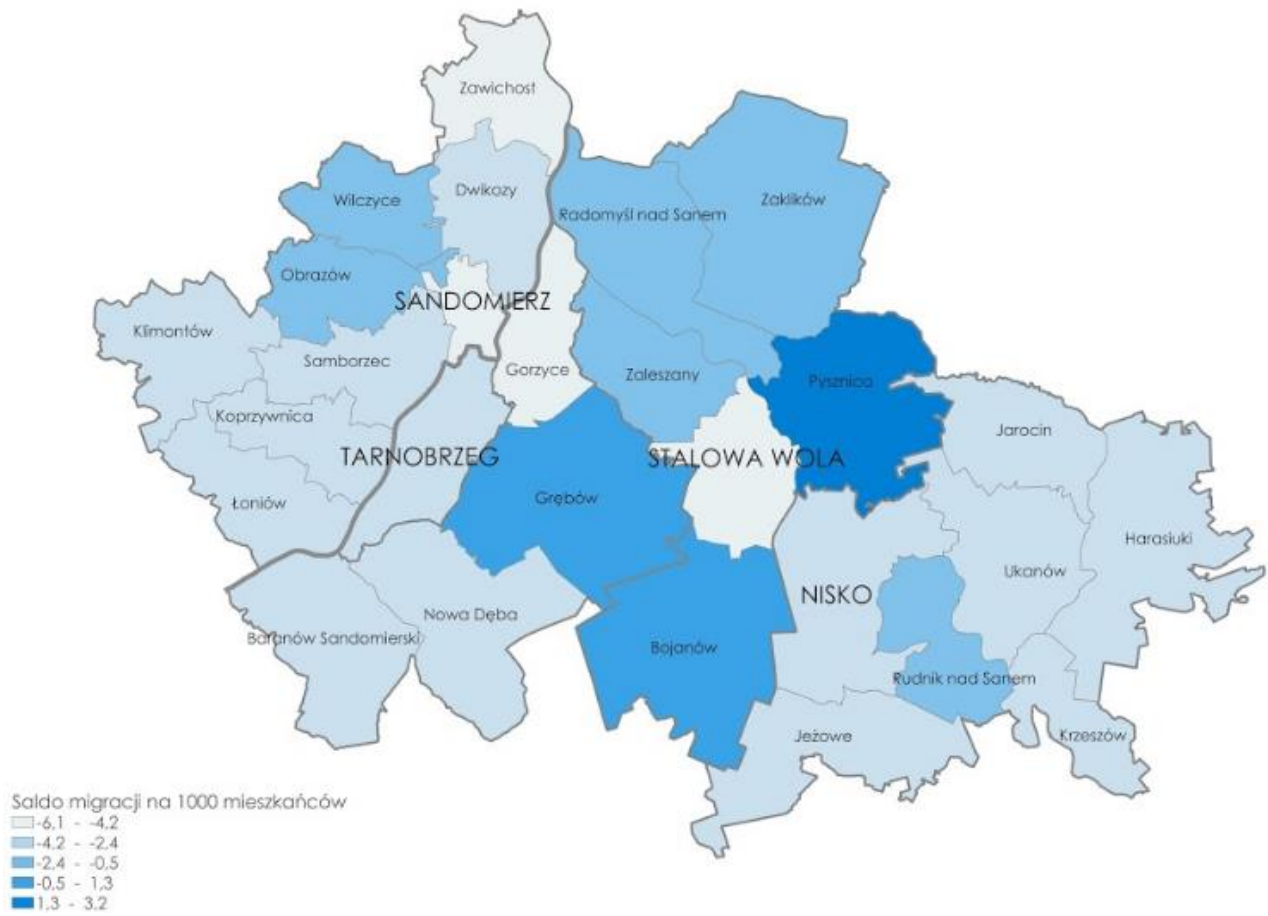 Zawichost
Dwikozy
Wilczyce
Radomyśl nad Sanem
Zaklików
Obrazów
SANDOMIERZ
Klimontów
Samborzec
Gorzyce
Zaleszany
Pysznica
Koprzywnica
Jarocin
TARNOBRZEG
STALOWA WOLA
Grębów
Łoniów
Harasiuki
Ukanów
NISKO
Nowa Dęba
Baranów Sandomierski
Bojanów
Rudnik nad Sanem
Jeżowe
Krzeszów
Saldo migracji na 1000 mieszkańców
-6,1 - -4,2
-4,2 - -2,4
-2,4 - -0,5
-0,5 - 1,3
1,3 - 3,2